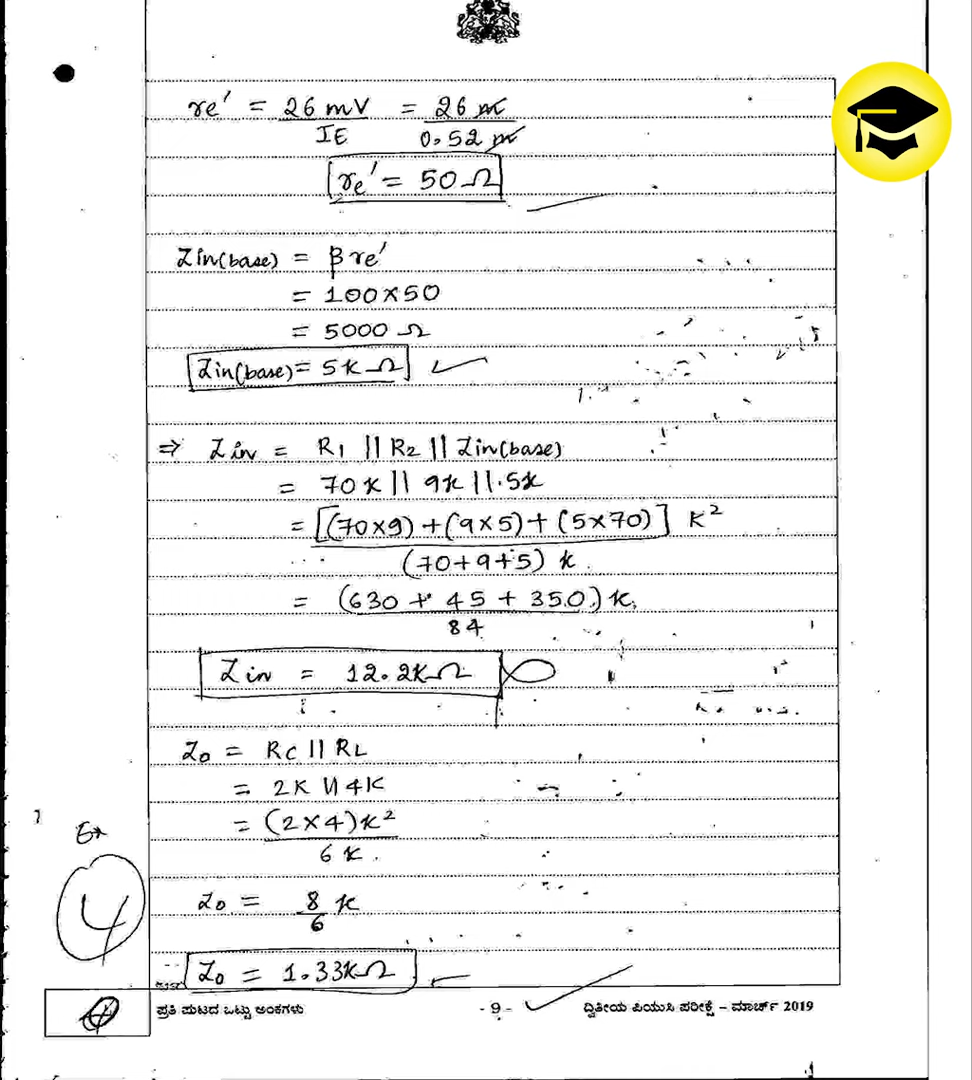 re' = 26 mV / IE = 26 m / 0.52 m
re' = 50 Ω
Zin(base) = β re'
= 100×50
= 5000 Ω
Zin(base) = 5K Ω
⇒ Zin = R1 || R2 || Zin(base)
= 70K || 9K || 5K
= [(70×9) + (9×5) + (5×70)] K² / (70+9+5) K
= (630 + 45 + 350) K / 84
Zin = 12.2KΩ
Zo = RC || RL
= 2K || 4K
= (2×4)K² / 6K
4
Zo = 8/6 K
Zo = 1.33KΩ
ಪ್ರತಿ ಪುಟದ ಒಟ್ಟು ಅಂಕಗಳು - 9 - ದ್ವಿತೀಯ ಪಿಯುಸಿ ಪರೀಕ್ಷೆ – ಮಾರ್ಚ್ 2019